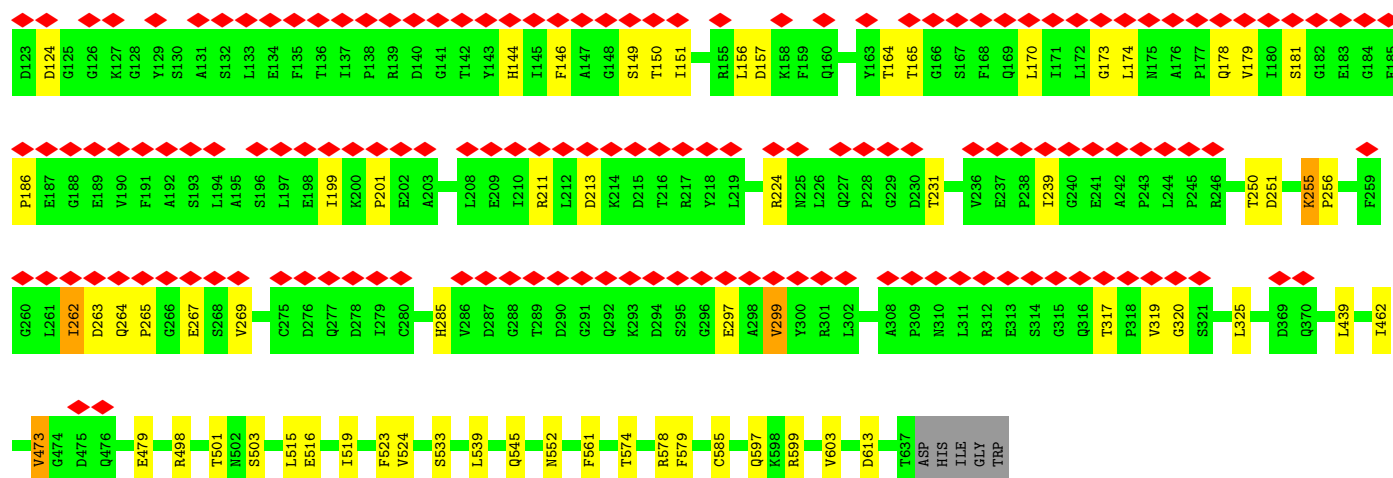 D123 D124 G125 G126 K127 G128 Y129 S130 A131 S132 L133 E134 F135 T136 I137 P138 R139 D140 G141 T142 Y143 H144 I145 F146 A147 G148 S149 T150 I151 R155 L156 D157 K158 F159 Q160 Y163 T164 T165 G166 S167 F168 Q169 L170 I171 L172 G173 L174 N175 A176 P177 Q178 V179 I180 S181 G182 E183 G184 E185
P186 E187 G188 E189 V190 F191 A192 S193 L194 A195 S196 L197 E198 I199 K200 P201 E202 A203 L208 E209 I210 R211 L212 D213 K214 D215 T216 R217 Y218 L219 R224 N225 L226 Q227 P228 G229 D230 T231 V236 E237 P238 I239 G240 E241 A242 P243 L244 P245 R246 T250 D251 K255 P256 F259
G260 L261 I262 D263 Q264 P265 G266 E267 S268 V269 C275 D276 Q277 D278 I279 C280 H285 V286 D287 G288 T289 D290 G291 Q292 K293 D294 S295 G296 E297 A298 V299 Y300 R301 L302 A308 P309 N310 L311 R312 E313 S314 G315 Q316 T317 P318 V319 G320 S321 L325 D369 Q370 L439 I462
V473 G474 D475 Q476 E479 R498 T501 N502 S503 L515 E516 I519 F523 V524 S533 L539 Q545 N552 F561 T574 R578 F579 C585 Q597 K598 R599 V603 D613 T637 ASP HIS ILE GLY TRP